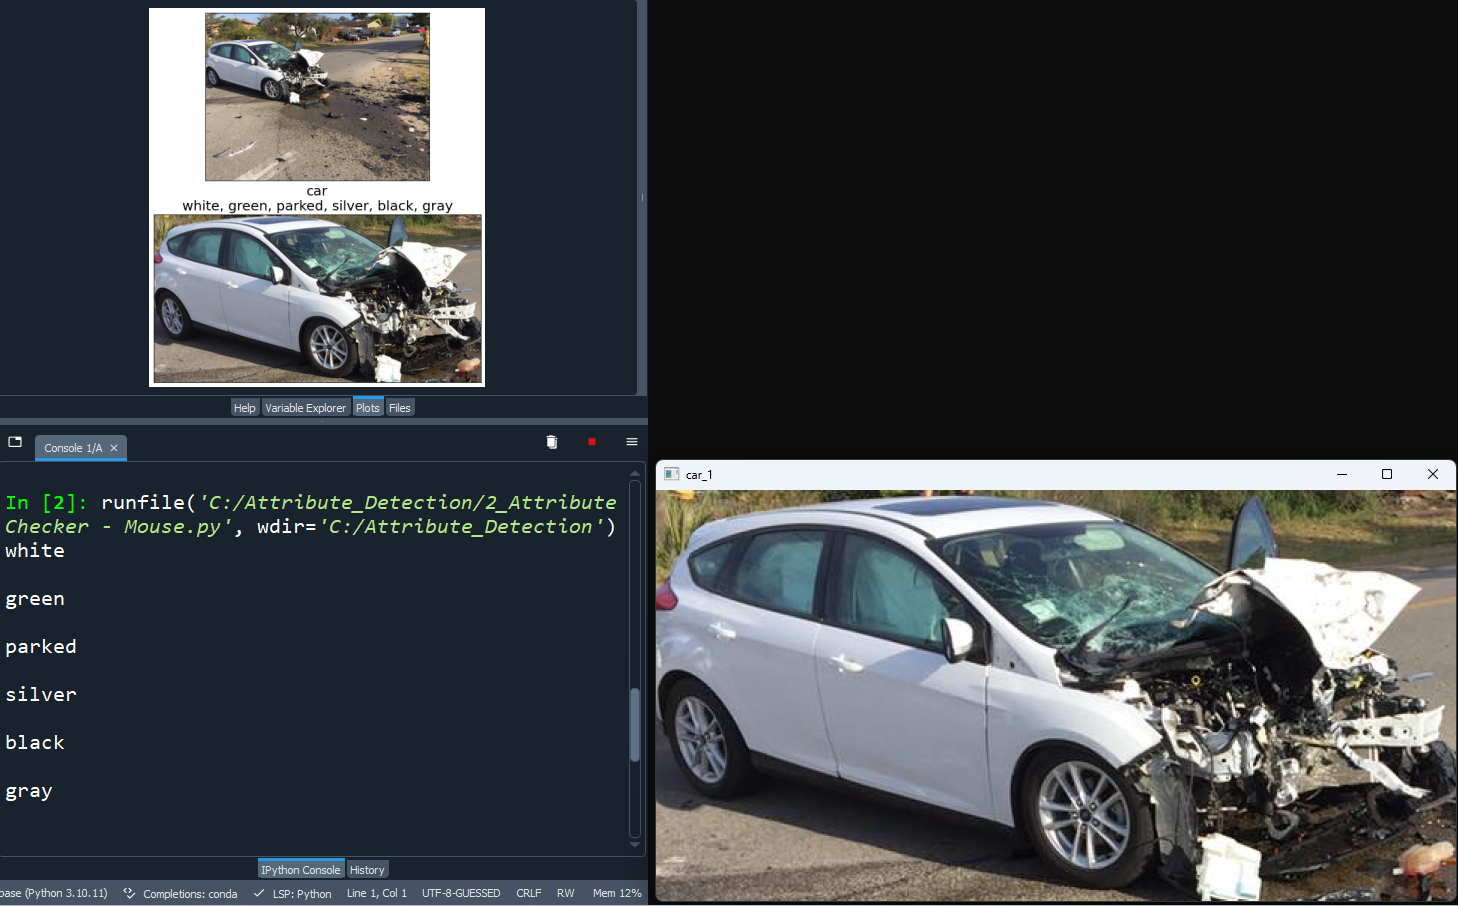 car
white, green, parked, silver, black, gray
Help
Variable Explorer
Plots
Files
Console 1/A
In [2]: runfile('C:/Attribute_Detection/2_Attribute
Checker - Mouse.py', wdir='C:/Attribute_Detection')
white
green
parked
silver
black
gray
IPython Console
History
base (Python 3.10.11)
Completions: conda
LSP: Python
Line 1, Col 1
UTF-8-GUESSED
CRLF
RW
Mem 12%
car_1